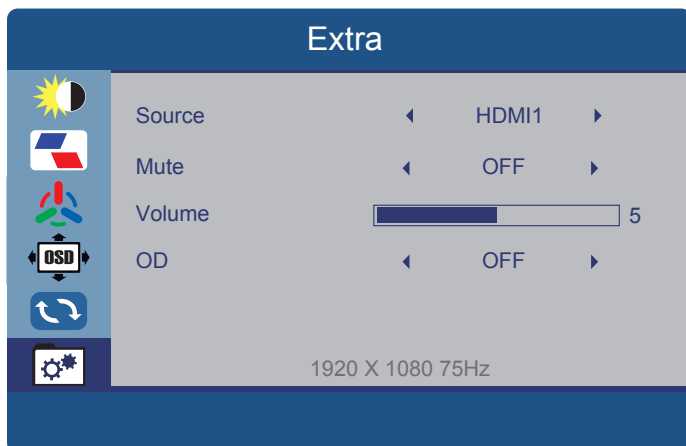 Extra
Source HDMI1
Mute OFF
Volume 5
OSD
OD OFF
1920 X 1080 75Hz